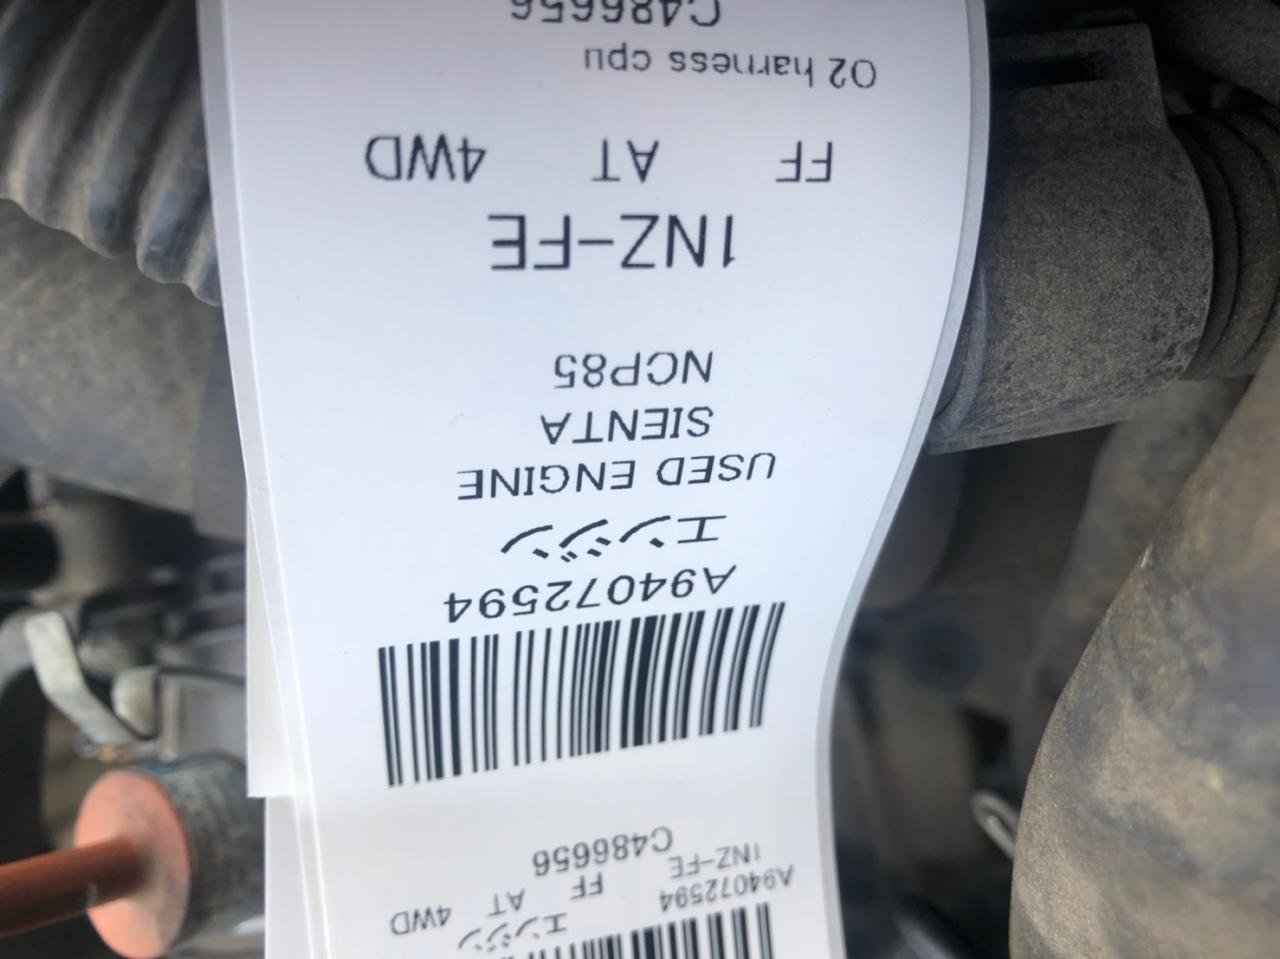 A94072594 エンジン
1NZ-FE FF AT 4WD
C486656
A94072594
エンジン
USED ENGINE
SIENTA
NCP85
1NZ-FE
FF AT 4WD
O2 harness cpu
C486656